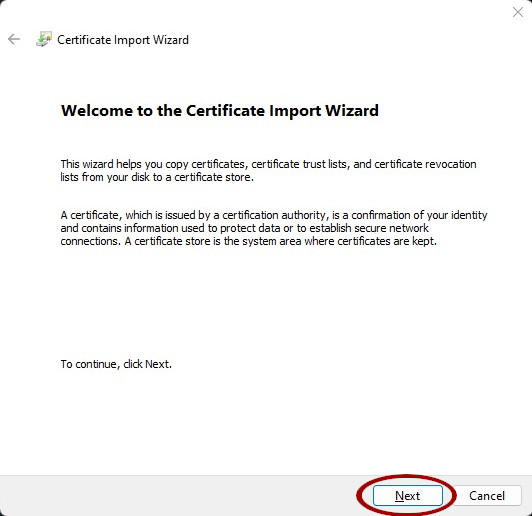 Certificate Import Wizard
Welcome to the Certificate Import Wizard
This wizard helps you copy certificates, certificate trust lists, and certificate revocation
lists from your disk to a certificate store.
A certificate, which is issued by a certification authority, is a confirmation of your identity
and contains information used to protect data or to establish secure network
connections. A certificate store is the system area where certificates are kept.
To continue, click Next.
Next Cancel